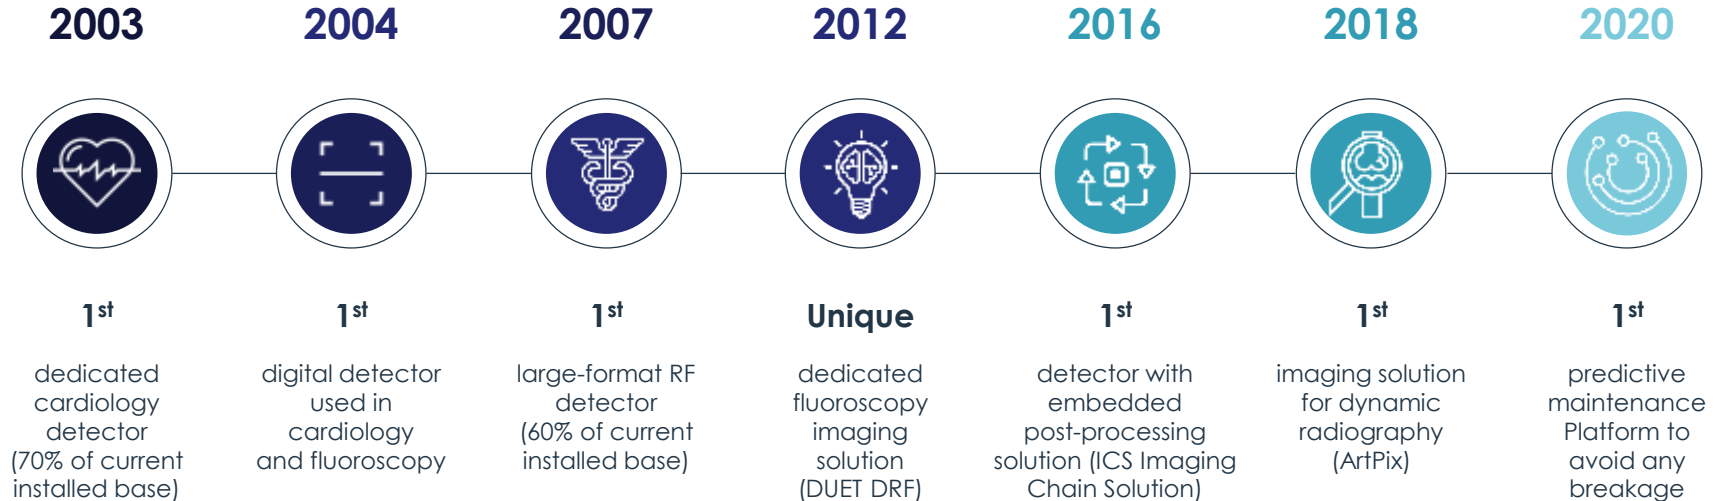 2003
1st
dedicated
cardiology
detector
(70% of current
installed base)
2004
1st
digital detector
used in
cardiology
and fluoroscopy
2007
1st
large-format RF
detector
(60% of current
installed base)
2012
Unique
dedicated
fluoroscopy
imaging
solution
(DUET DRF)
2016
1st
detector with
embedded
post-processing
solution (ICS Imaging
Chain Solution)
2018
1st
imaging solution
for dynamic
radiography
(ArtPix)
2020
1st
predictive
maintenance
Platform to
avoid any
breakage